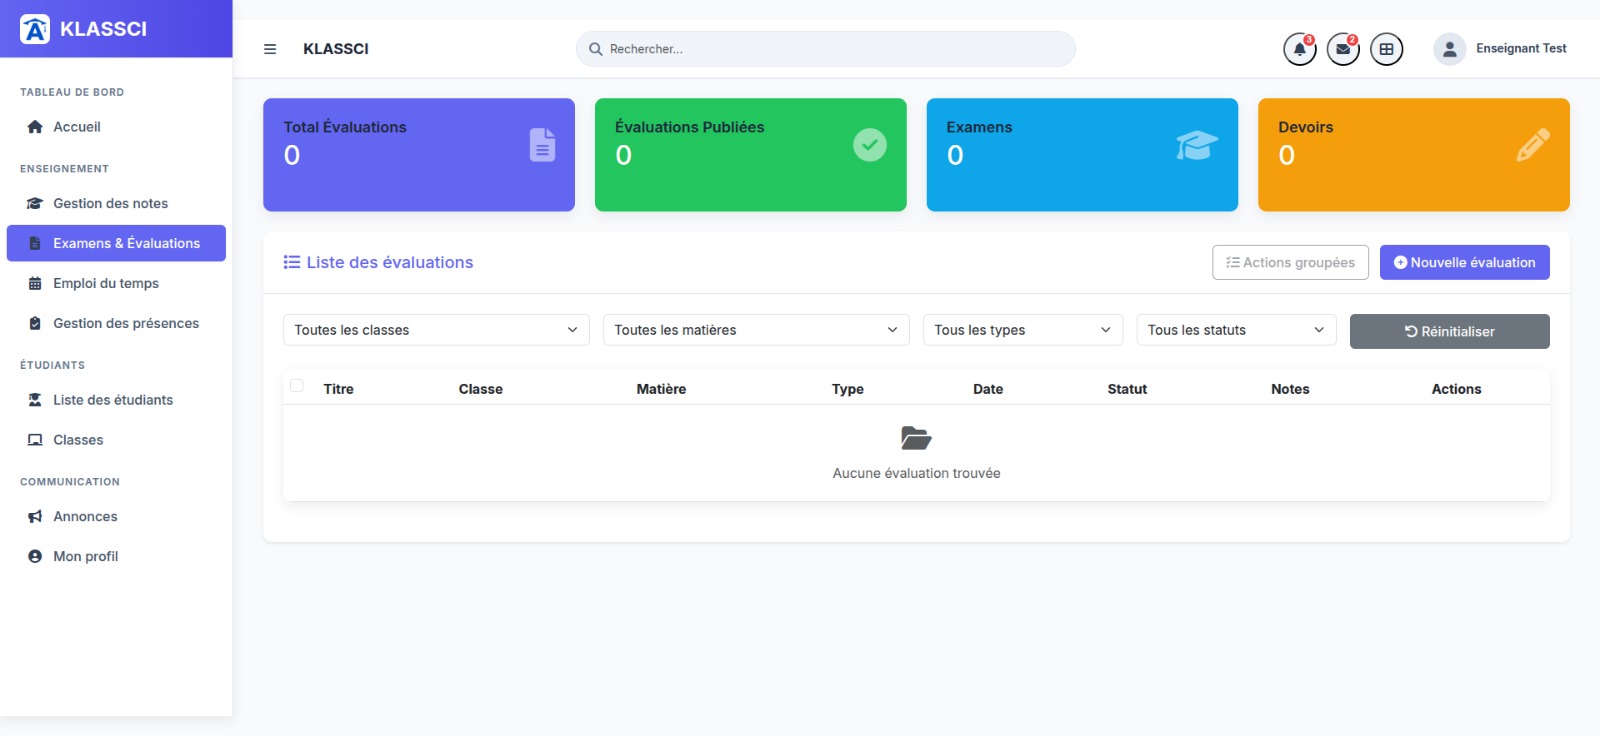 KLASSCI
TABLEAU DE BORD
Accueil
ENSEIGNEMENT
Gestion des notes
Examens & Évaluations
Emploi du temps
Gestion des présences
ÉTUDIANTS
Liste des étudiants
Classes
COMMUNICATION
Annonces
Mon profil
KLASSCI
Rechercher...
3
2
Enseignant Test
Total Évaluations
0
Évaluations Publiées
0
Examens
0
Devoirs
0
Liste des évaluations
Actions groupées
Nouvelle évaluation
Toutes les classes
Toutes les matières
Tous les types
Tous les statuts
Réinitialiser
Titre Classe Matière Type Date Statut Notes Actions
Aucune évaluation trouvée